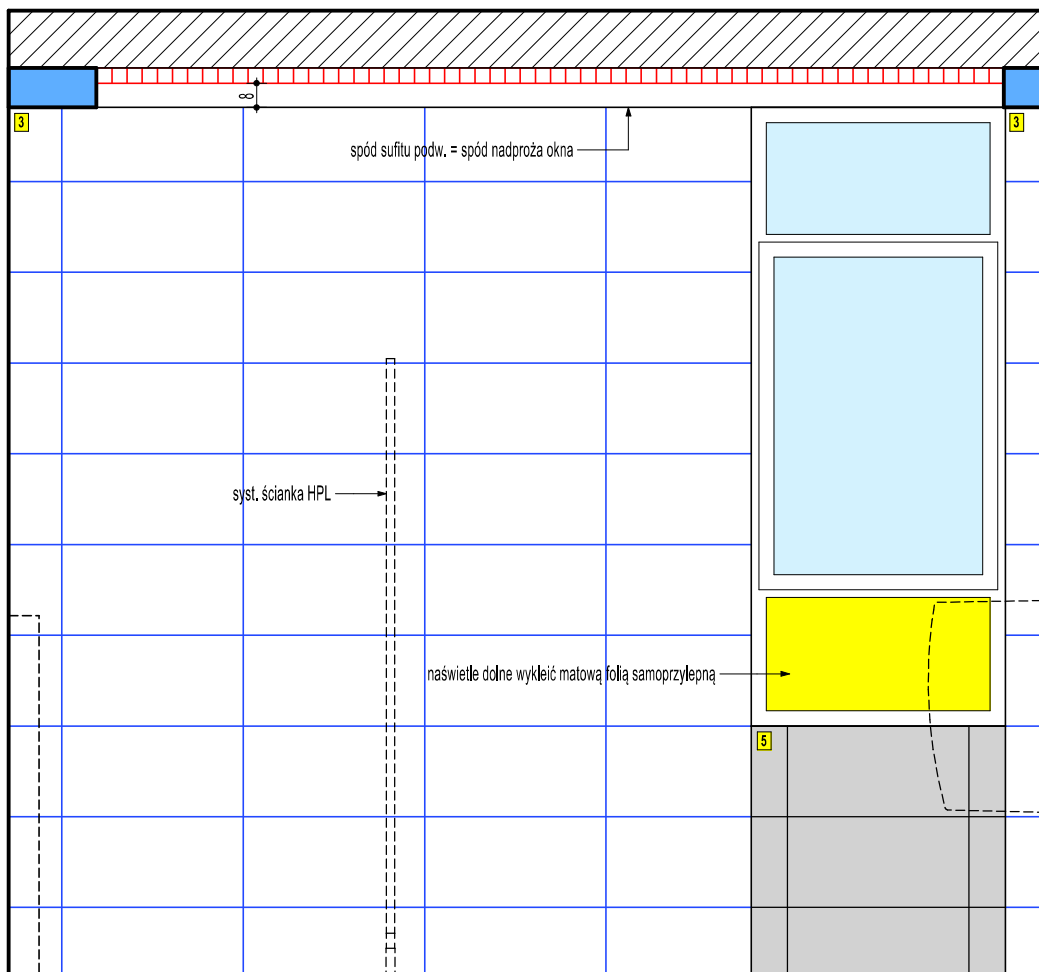 8
3
3
spód sufitu podw. = spód nadproża okna
syst. ścianka HPL
naświetle dolne wykleić matową folią samoprzylepną
5